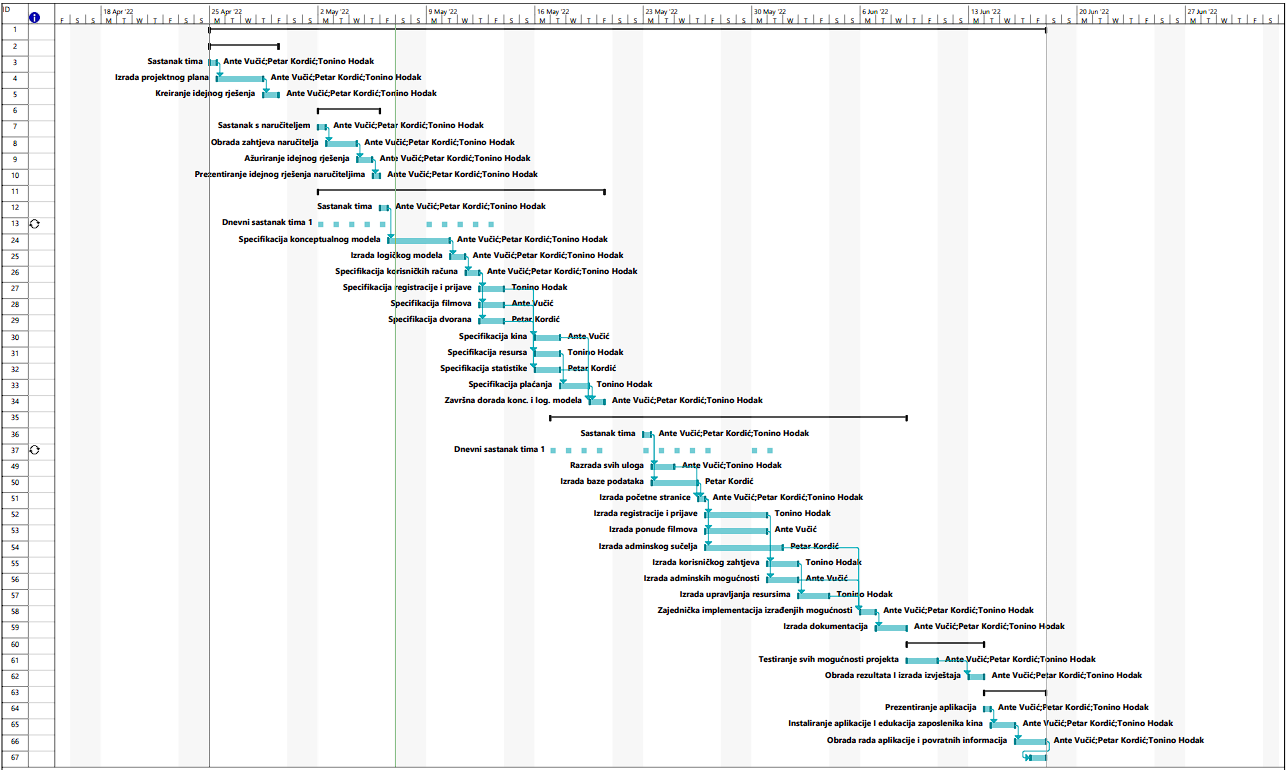 ID
18 Apr '22 25 Apr '22 2 May '22 9 May '22 16 May '22 23 May '22 30 May '22 6 Jun '22 13 Jun '22 20 Jun '22 27 Jun '22
F S S M T W T F S S M T W T F S S M T W T F S S M T W T F S S M T W T F S S M T W T F S S M T W T F S S M T W T F S S M T W T F S S M T W T F S S M T W T F S
1
2
3 Sastanak tima Ante Vučić;Petar Kordić;Tonino Hodak
4 Izrada projektnog plana Ante Vučić;Petar Kordić;Tonino Hodak
5 Kreiranje idejnog rješenja Ante Vučić;Petar Kordić;Tonino Hodak
6
7 Sastanak s naručiteljem Ante Vučić;Petar Kordić;Tonino Hodak
8 Obrada zahtjeva naručitelja Ante Vučić;Petar Kordić;Tonino Hodak
9 Ažuriranje idejnog rješenja Ante Vučić;Petar Kordić;Tonino Hodak
10 Prezentiranje idejnog rješenja naručiteljima Ante Vučić;Petar Kordić;Tonino Hodak
11
12 Sastanak tima Ante Vučić;Petar Kordić;Tonino Hodak
13 Dnevni sastanak tima 1
24 Specifikacija konceptualnog modela Ante Vučić;Petar Kordić;Tonino Hodak
25 Izrada logičkog modela Ante Vučić;Petar Kordić;Tonino Hodak
26 Specifikacija korisničkih računa Ante Vučić;Petar Kordić;Tonino Hodak
27 Specifikacija registracije i prijave Tonino Hodak
28 Specifikacija filmova Ante Vučić
29 Specifikacija dvorana Petar Kordić
30 Specifikacija kina Ante Vučić
31 Specifikacija resursa Tonino Hodak
32 Specifikacija statistike Petar Kordić
33 Specifikacija plaćanja Tonino Hodak
34 Završna dorada konc. i log. modela Ante Vučić;Petar Kordić;Tonino Hodak
35
36 Sastanak tima Ante Vučić;Petar Kordić;Tonino Hodak
37 Dnevni sastanak tima 1
49 Razrada svih uloga Ante Vučić;Tonino Hodak
50 Izrada baze podataka Petar Kordić
51 Izrada početne stranice Ante Vučić;Petar Kordić;Tonino Hodak
52 Izrada registracije i prijave Tonino Hodak
53 Izrada ponude filmova Ante Vučić
54 Izrada adminskog sučelja Petar Kordić
55 Izrada korisničkog zahtjeva Tonino Hodak
56 Izrada adminskih mogućnosti Ante Vučić
57 Izrada upravljanja resursima Tonino Hodak
58 Zajednička implementacija izrađenjih mogućnosti Ante Vučić;Petar Kordić;Tonino Hodak
59 Izrada dokumentacija Ante Vučić;Petar Kordić;Tonino Hodak
60
61 Testiranje svih mogućnosti projekta Ante Vučić;Petar Kordić;Tonino Hodak
62 Obrada rezultata I izrada izvještaja Ante Vučić;Petar Kordić;Tonino Hodak
63
64 Prezentiranje aplikacija Ante Vučić;Petar Kordić;Tonino Hodak
65 Instaliranje aplikacije I edukacija zaposlenika kina Ante Vučić;Petar Kordić;Tonino Hodak
66 Obrada rada aplikacije i povratnih informacija Ante Vučić;Petar Kordić;Tonino Hodak
67